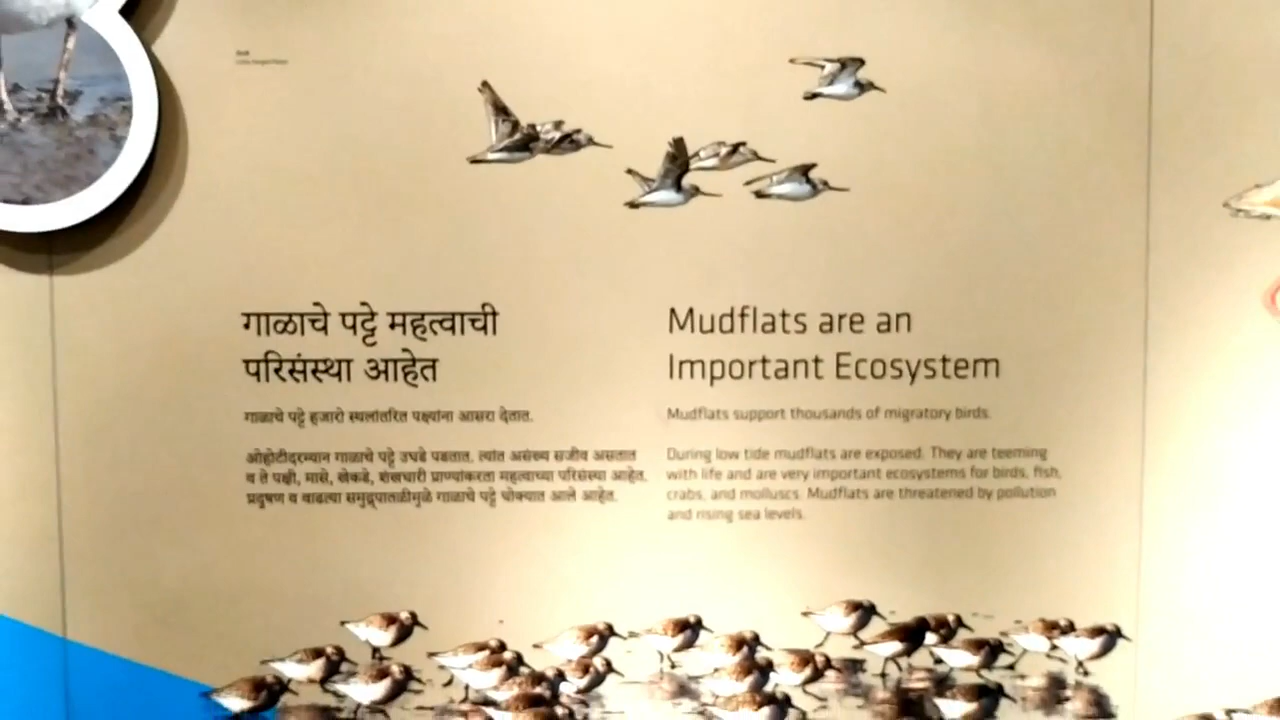 गाळाचे पट्टे महत्वाची
परिसंस्था आहेत
गाळाचे पट्टे हजारो स्थलांतरित पक्ष्यांना आसरा देतात.
ओहोटीदरम्यान गाळाचे पट्टे उघडे पडतात. त्यांत असंख्य सजीव असतात
व ते पक्षी, मासे, खेकडे, शंखधारी प्राण्यांकरता महत्वाच्या परिसंस्था आहेत.
प्रदूषण व वाढत्या समुद्रपातळीमुळे गाळाचे पट्टे धोक्यात आले आहेत.
Mudflats are an
Important Ecosystem
Mudflats support thousands of migratory birds.
During low tide mudflats are exposed. They are teeming
with life and are very important ecosystems for birds, fish,
crabs, and molluscs. Mudflats are threatened by pollution
and rising sea levels.